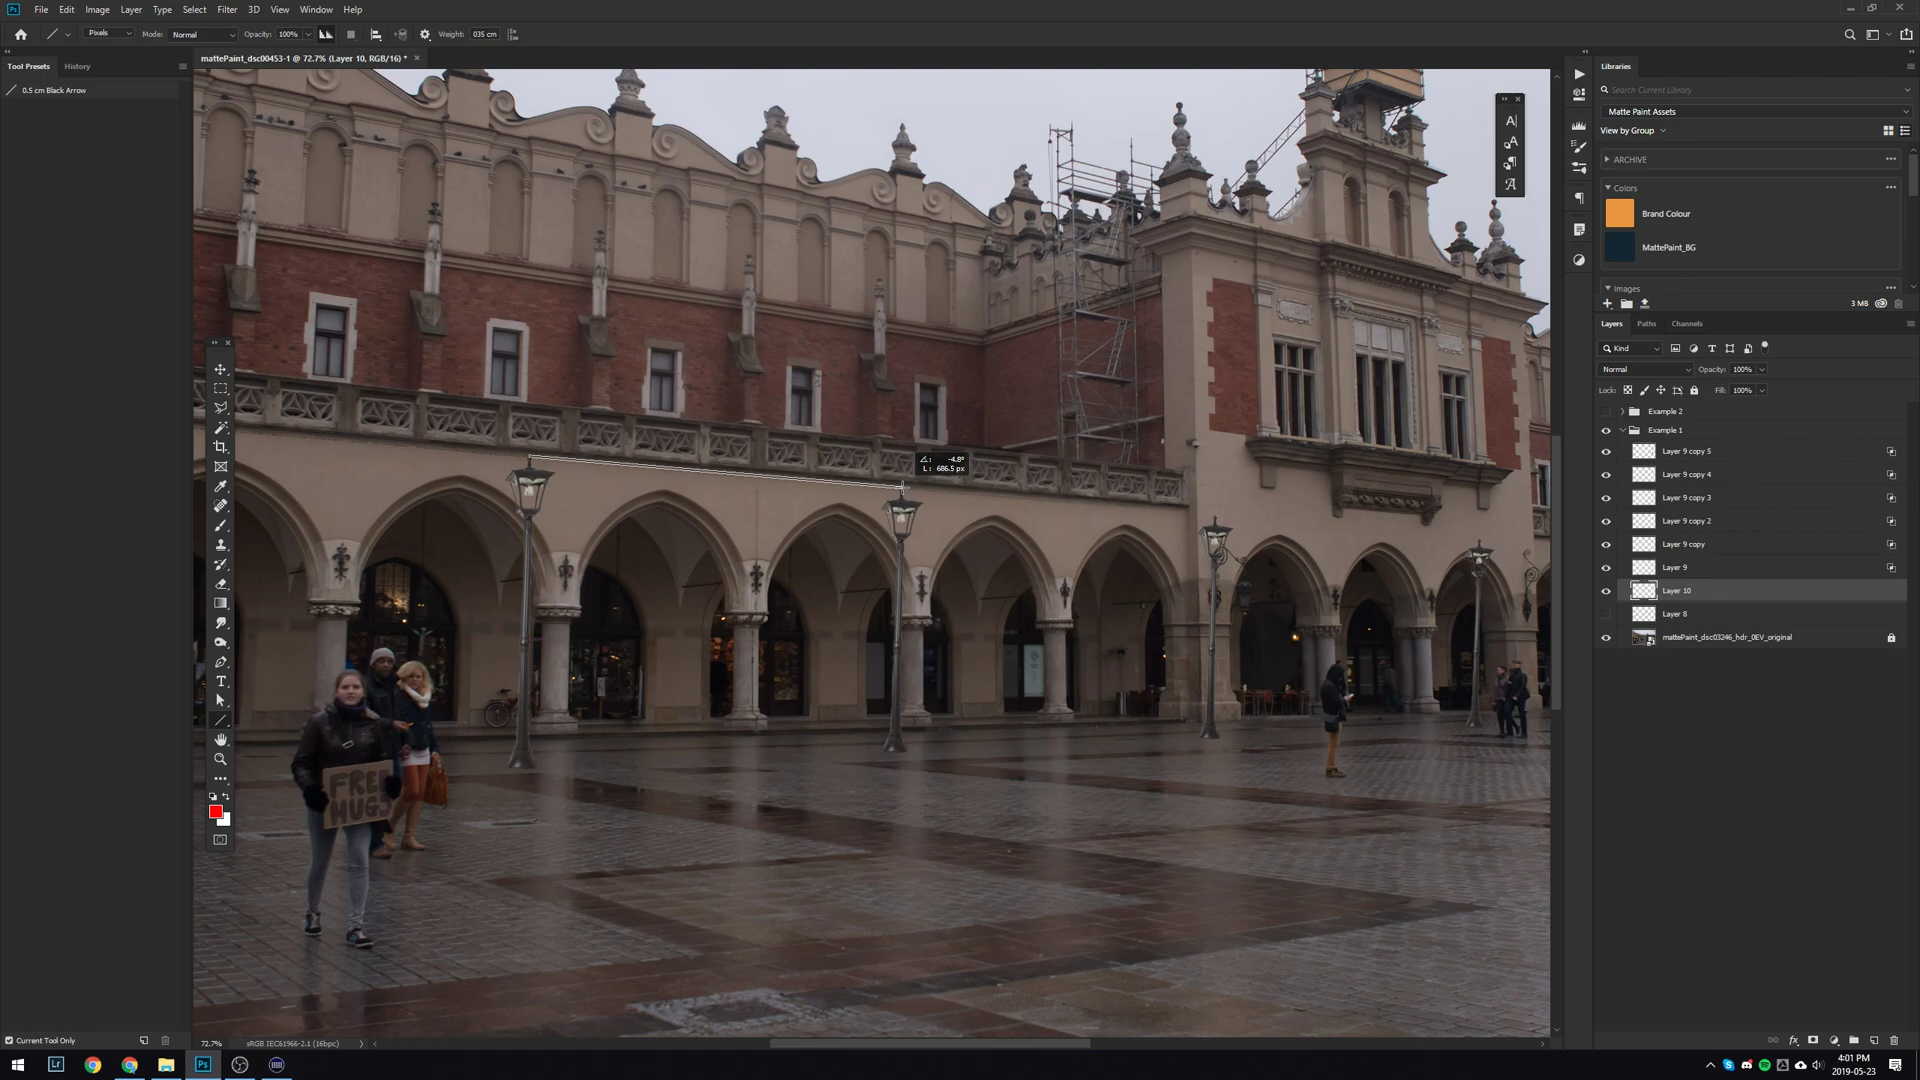 File Edit Image Layer Type Select Filter 3D View Window Help
Pixels Mode: Normal Opacity: 100% Weight: 035 cm
Tool Presets History
mattePaint_dsc00453-1 @ 72.7% (Layer 10, RGB/16) *
0.5 cm Black Arrow
-4.8°
L: 686.5 px
FREE
HUGS
Libraries
Search Current Library
Matte Paint Assets
View by Group
ARCHIVE
Colors
Brand Colour
MattePaint_BG
Images
3 MB
Layers Paths Channels
Kind
Normal Opacity: 100%
Lock: Fill: 100%
Example 2
Example 1
Layer 9 copy 5
Layer 9 copy 4
Layer 9 copy 3
Layer 9 copy 2
Layer 9 copy
Layer 9
Layer 10
Layer 8
mattePaint_dsc03246_hdr_0EV_original
Current Tool Only
72.7% sRGB IEC61966-2.1 (16bpc)
Lr Ps
4:01 PM
2019-05-23